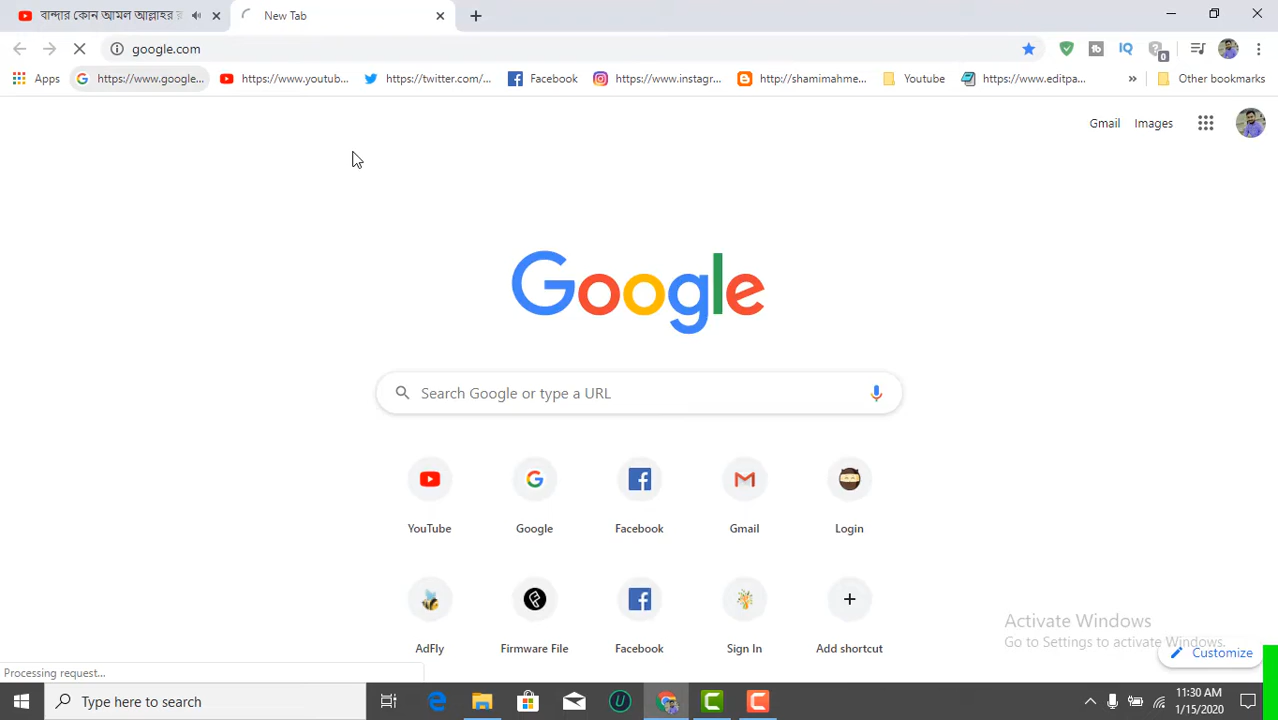 বান্দার কোন আমল আল্লাহর র
New Tab
google.com
Apps
https://www.google...
https://www.youtub...
https://twitter.com/...
Facebook
https://www.instagr...
http://shamimahme...
Youtube
https://www.editpa...
Other bookmarks
IQ
0
Gmail
Images
Google
Search Google or type a URL
YouTube
Google
Facebook
Gmail
Login
AdFly
Firmware File
Facebook
Sign In
Add shortcut
Activate Windows
Go to Settings to activate Windows.
Customize
Processing request...
Type here to search
11:30 AM
1/15/2020